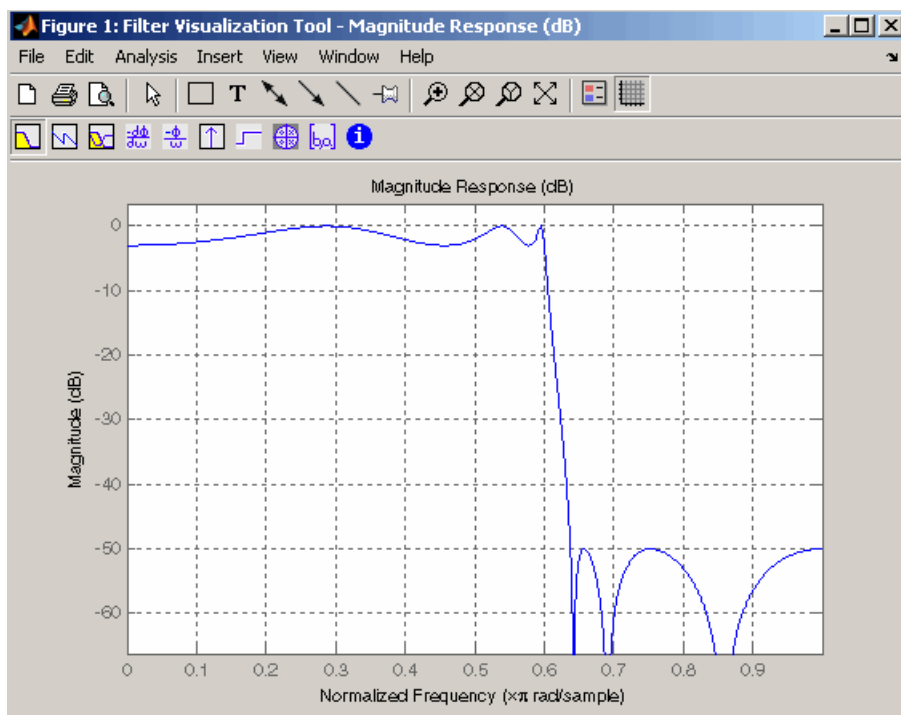 Figure 1: Filter Visualization Tool - Magnitude Response (dB)
File Edit Analysis Insert View Window Help
T
-dφ
dω
-φ
ω
[b,a]
i
Magnitude Response (dB)
0
-10
-20
-30
-40
-50
-60
Magnitude (dB)
0 0.1 0.2 0.3 0.4 0.5 0.6 0.7 0.8 0.9
Normalized Frequency (×π rad/sample)